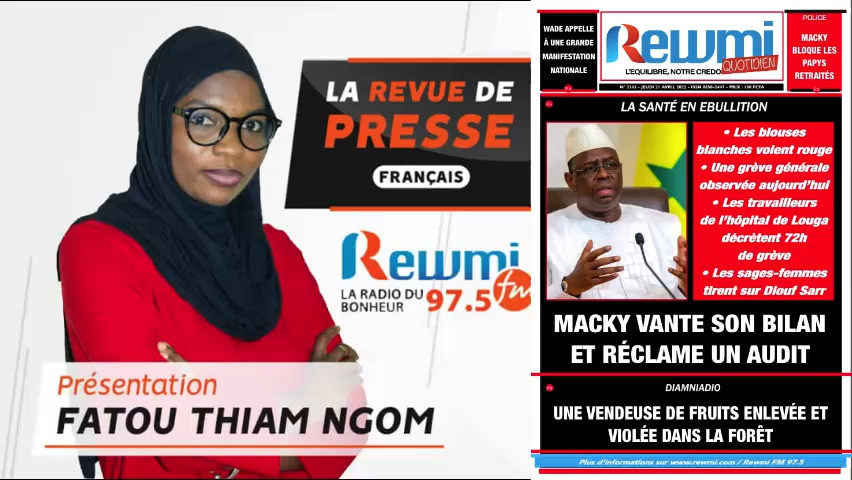 LA REVUE DE
PRESSE
FRANÇAIS
Rewmi
fm
LA RADIO DU
BONHEUR
97.5
Présentation
FATOU THIAM NGOM
WADE APPELLE
À UNE GRANDE
MANIFESTATION
NATIONALE
Rewmi
QUOTIDIEN
L'EQUILIBRE, NOTRE CREDO
POLICE
MACKY
BLOQUE LES
PAPYS
RETRAITÉS
LA SANTÉ EN EBULLITION
• Les blouses
blanches voient rouge
• Une grève générale
observée aujourd'hui
• Les travailleurs
de l'hôpital de Louga
décrètent 72h
de grève
• Les sages-femmes
tirent sur Diouf Sarr
MACKY VANTE SON BILAN
ET RÉCLAME UN AUDIT
DIAMNIADIO
UNE VENDEUSE DE FRUITS ENLEVÉE ET
VIOLÉE DANS LA FORÊT
Plus d'informations sur www.rewmi.com / Rewmi FM 97.5